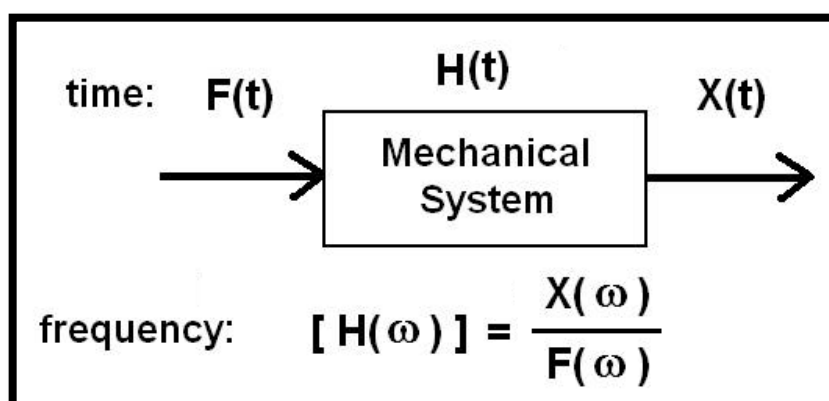 time: F(t) H(t) X(t)
Mechanical
System
frequency: [ H(ω) ] = X(ω) / F(ω)